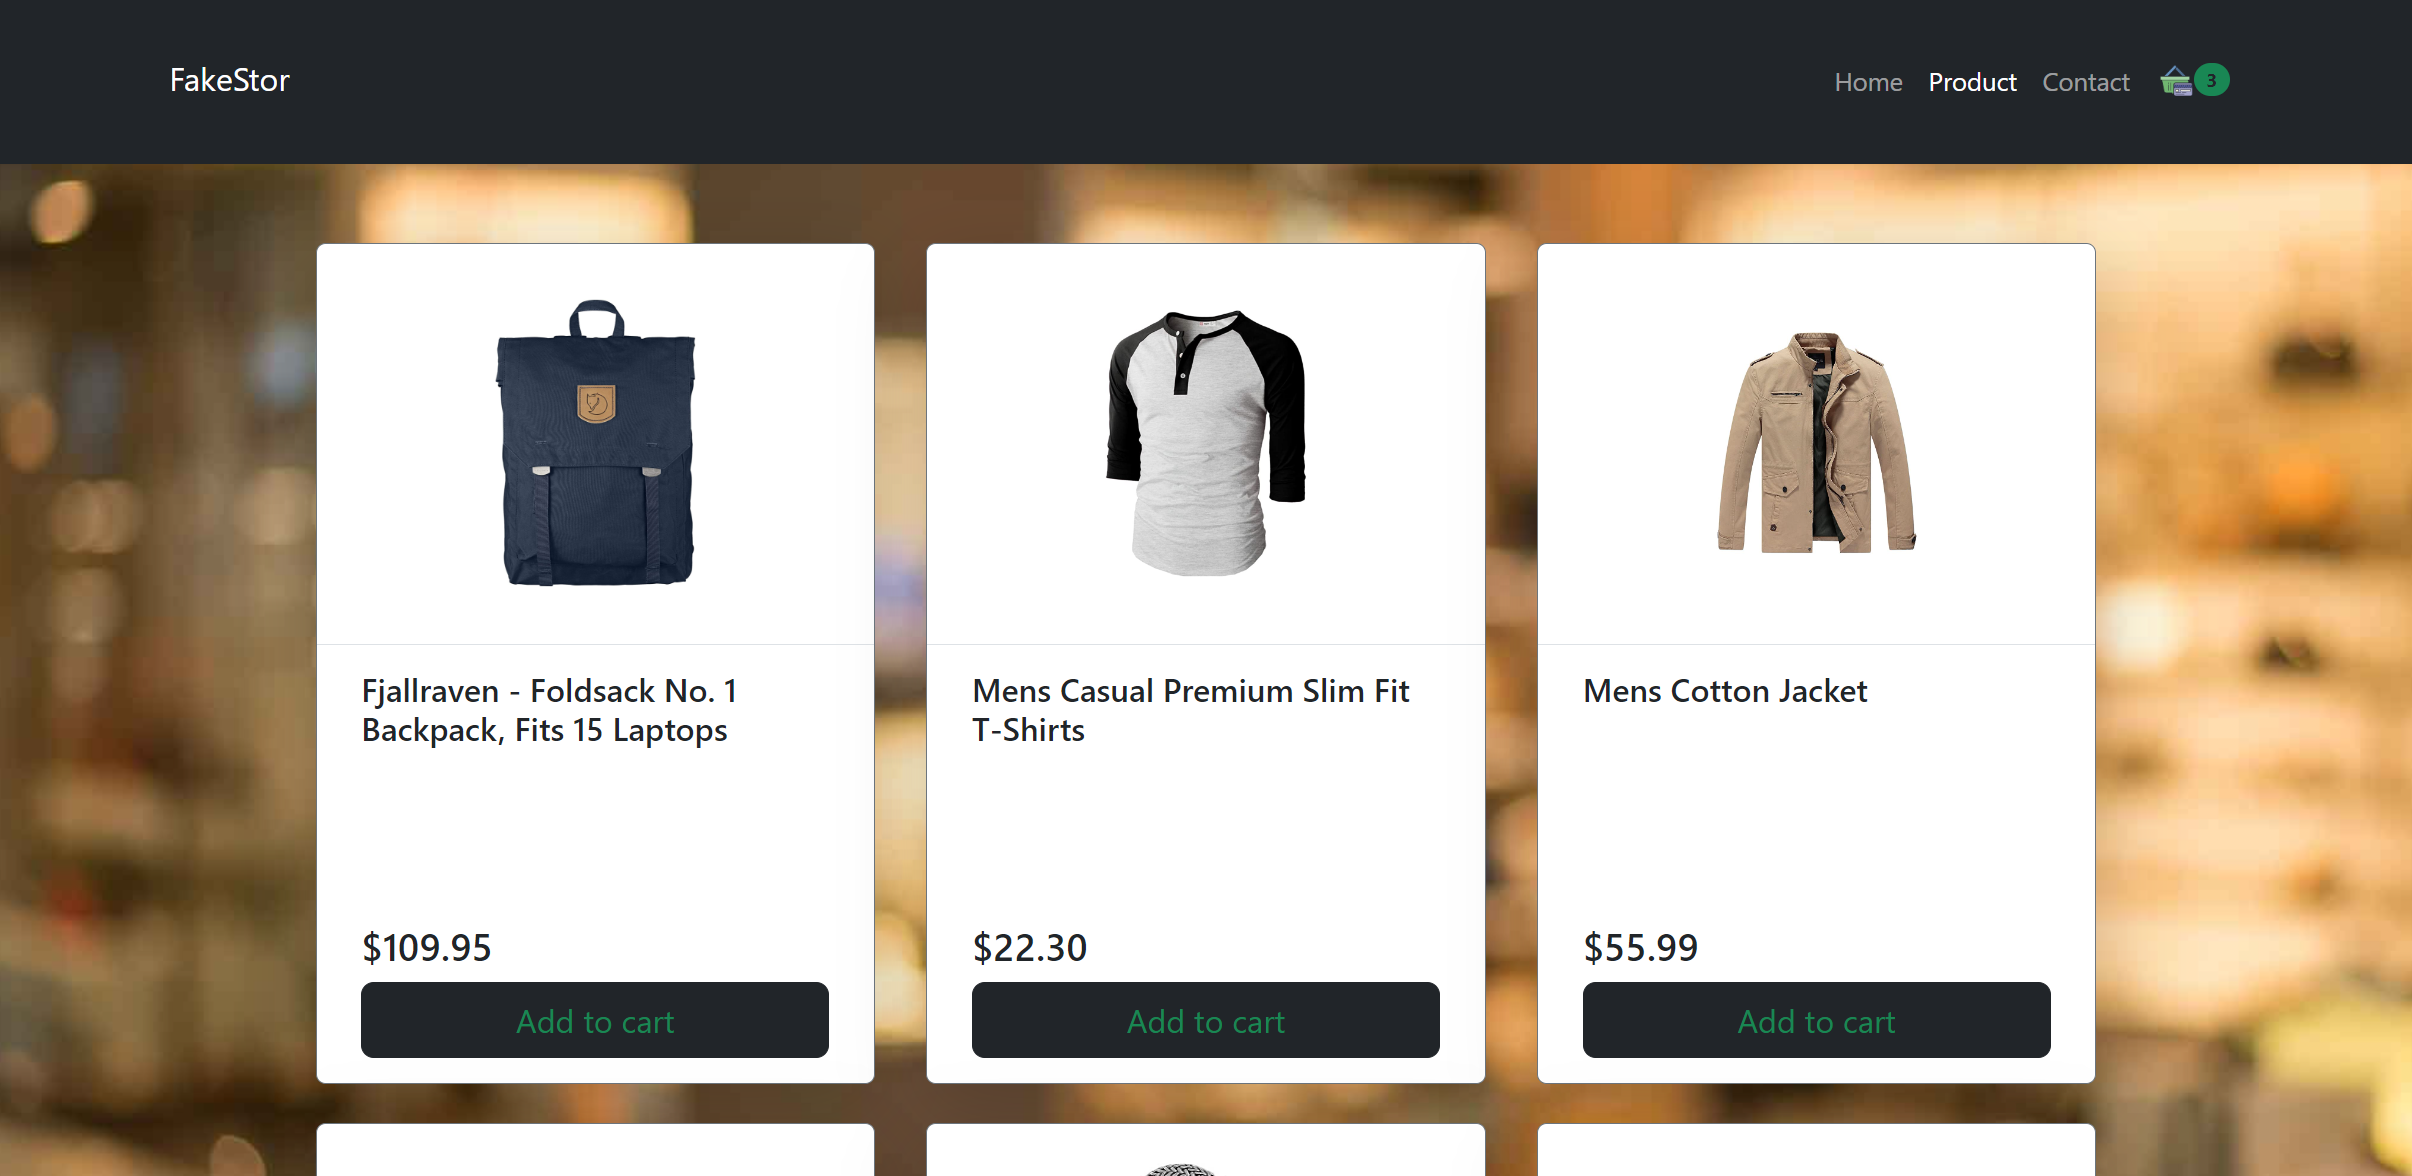 FakeStor
Home Product Contact 3
Fjallraven - Foldsack No. 1
Backpack, Fits 15 Laptops
$109.95
Add to cart
Mens Casual Premium Slim Fit
T-Shirts
$22.30
Add to cart
Mens Cotton Jacket
$55.99
Add to cart